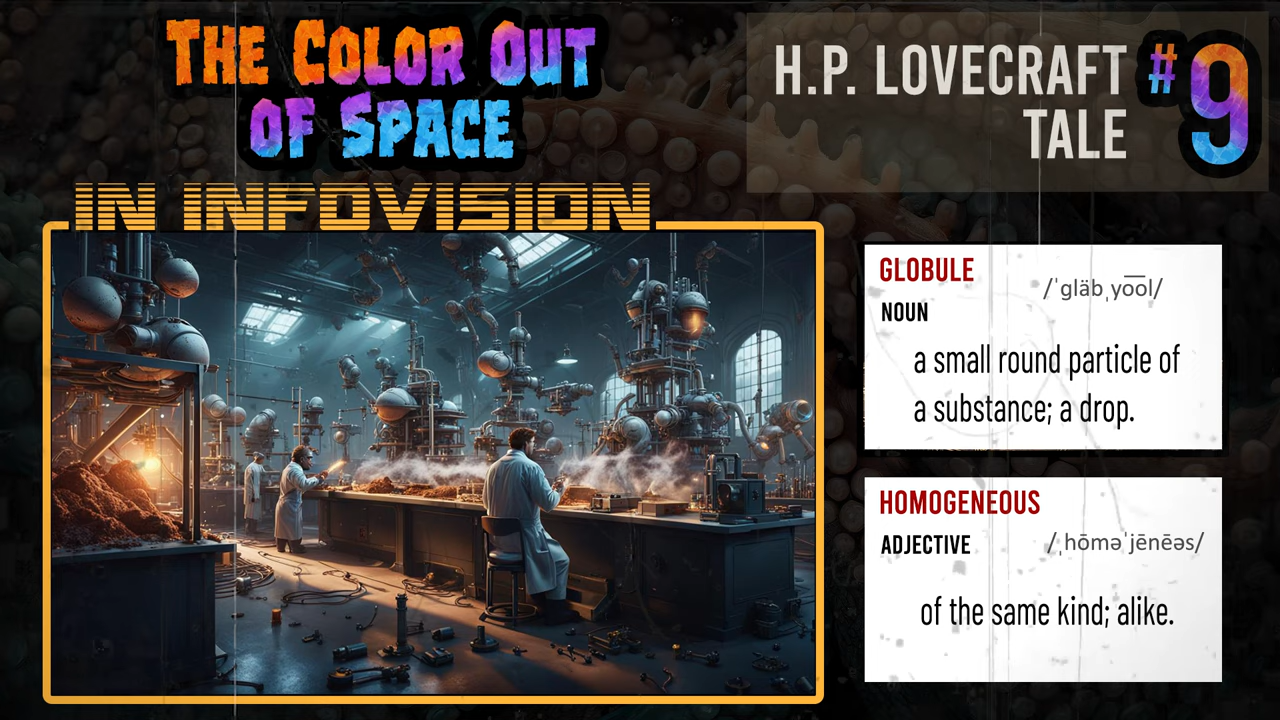 THE COLOR OUT
OF SPACE
IN INFOVISION
H.P. LOVECRAFT
TALE
#9
GLOBULE
/ˈgläbˌyo͞ol/
NOUN
a small round particle of
a substance; a drop.
HOMOGENEOUS
ADJECTIVE
/ˌhōməˈjēnēəs/
of the same kind; alike.